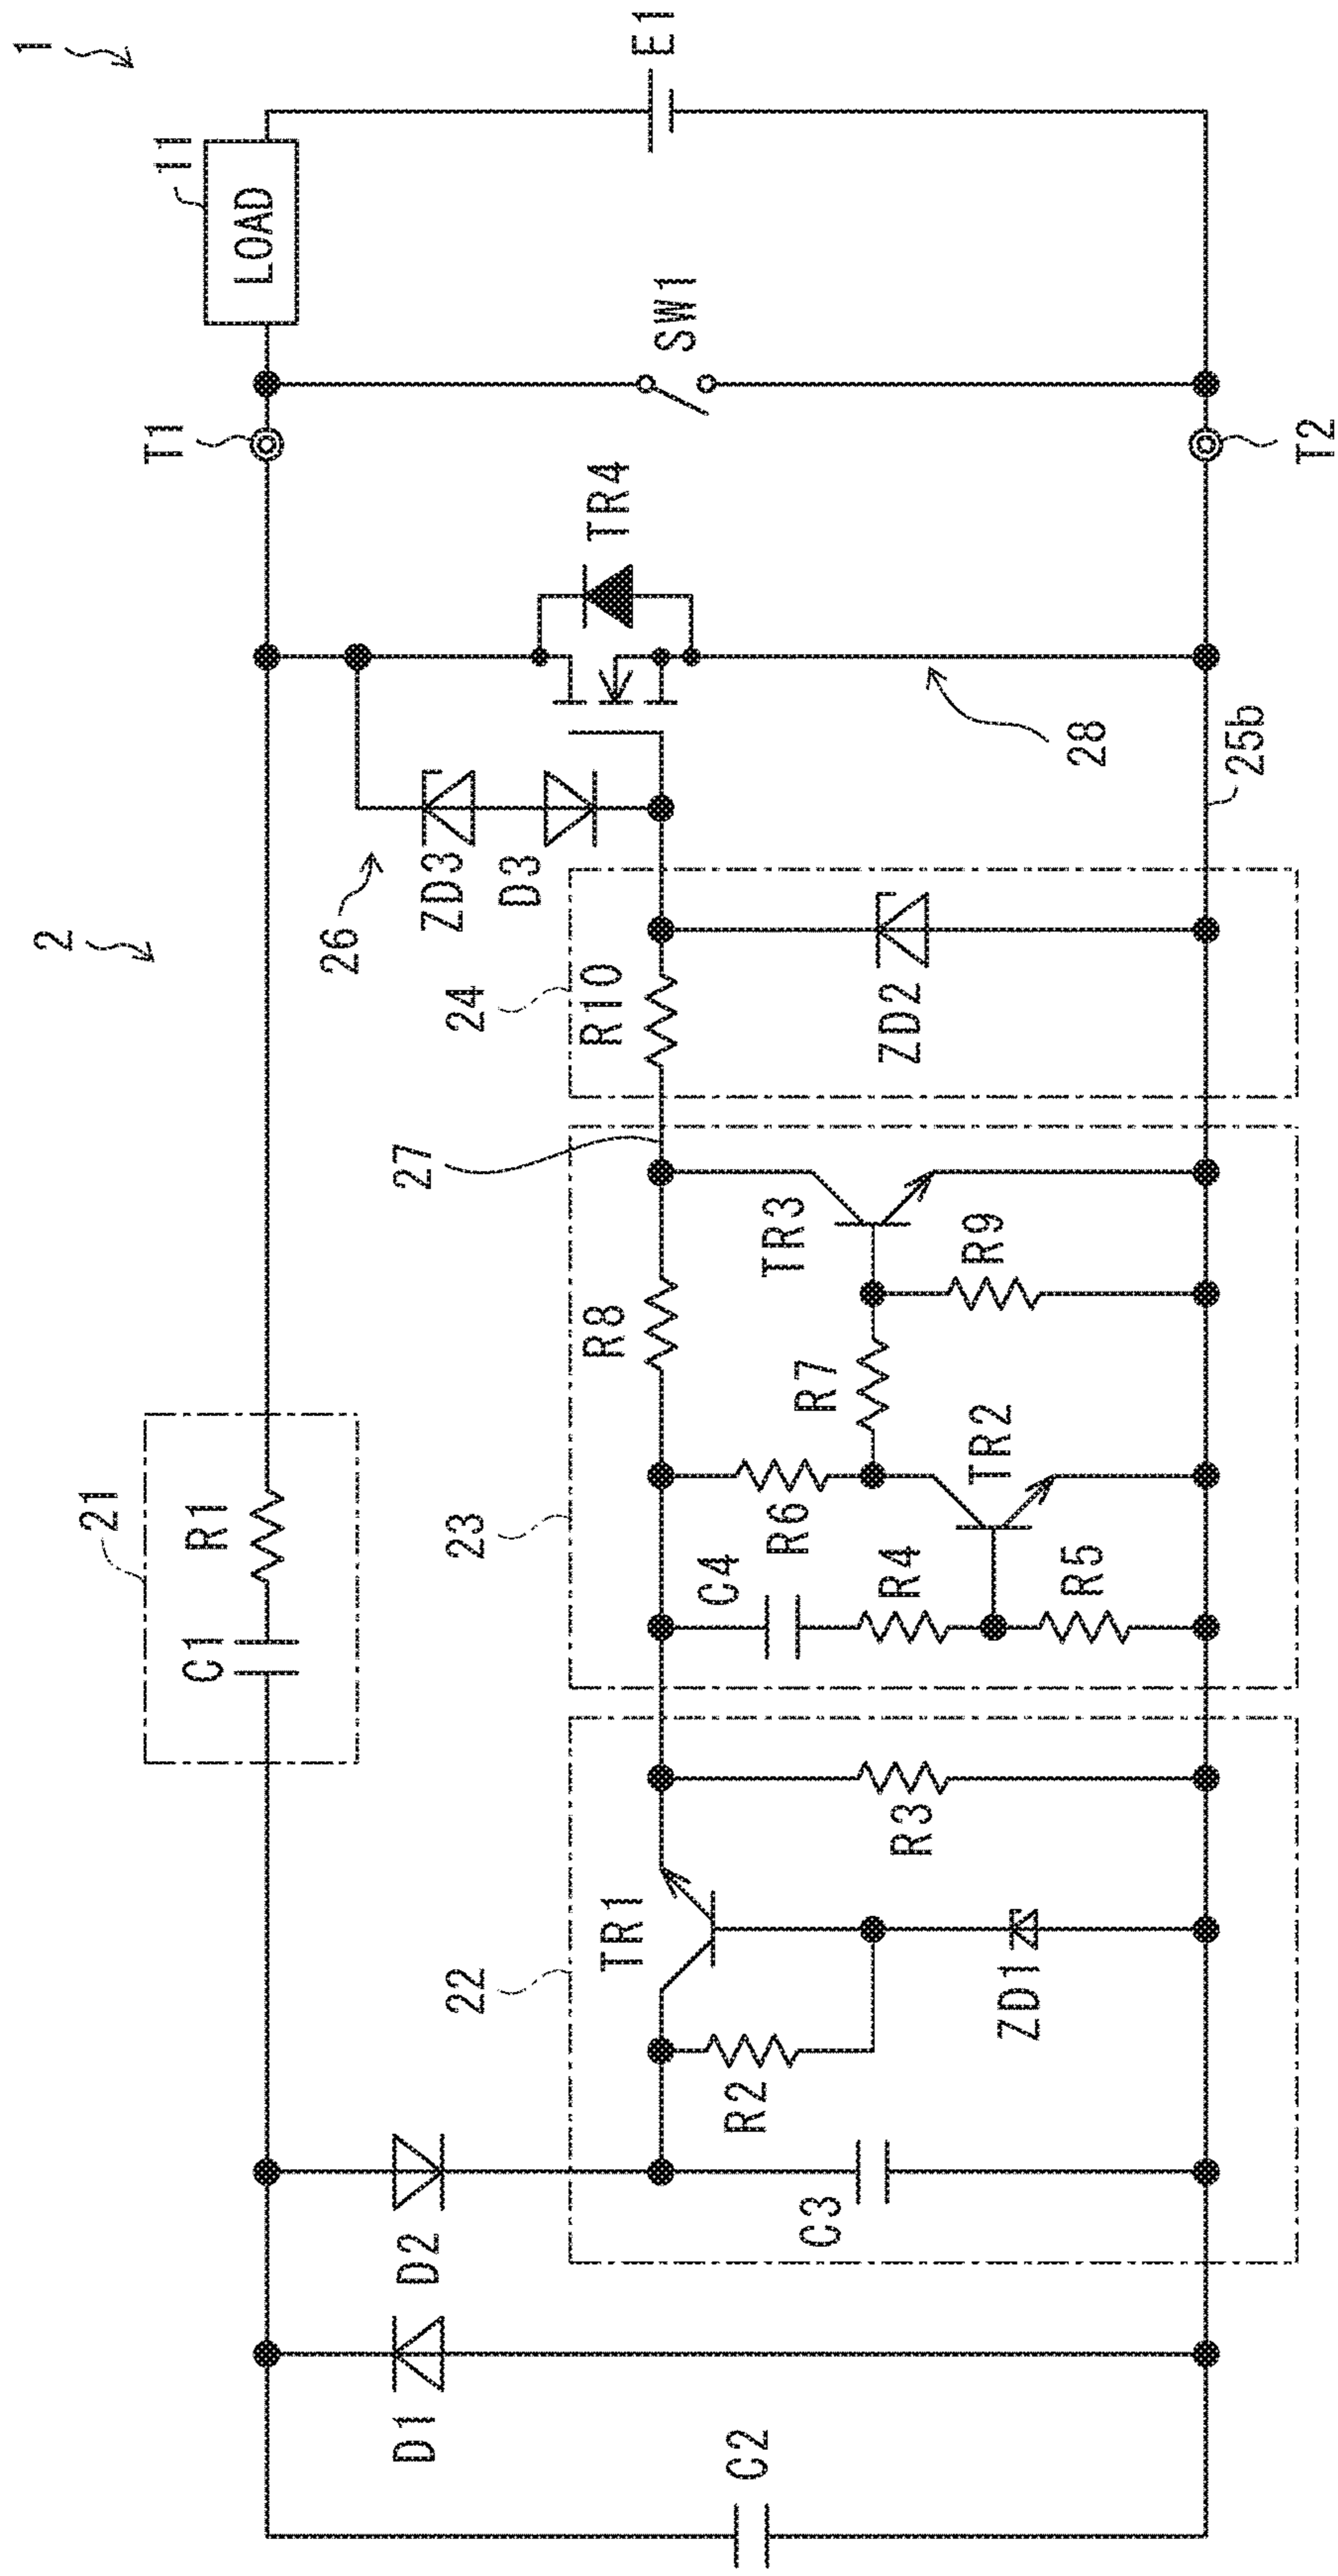 1
2
T1
11
LOAD
21
C1
R1
26
ZD3
D3
TR4
SW1
E1
D1
D2
22
23
27
24
TR1
R8
R10
R2
C4
R6
R7
TR3
C2
C3
ZD1
R3
R4
R5
TR2
R9
ZD2
28
25b
T2